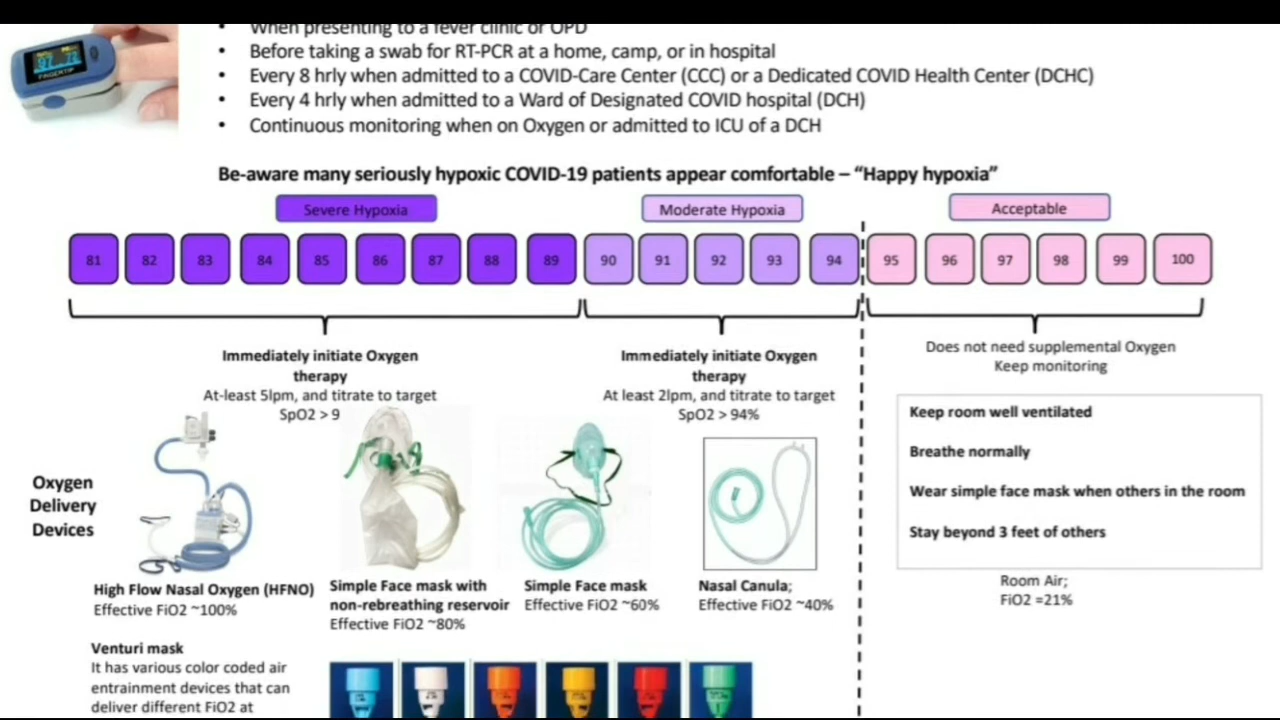 When presenting to a fever clinic or OPD
Before taking a swab for RT-PCR at a home, camp, or in hospital
Every 8 hrly when admitted to a COVID-Care Center (CCC) or a Dedicated COVID Health Center (DCHC)
Every 4 hrly when admitted to a Ward of Designated COVID hospital (DCH)
Continuous monitoring when on Oxygen or admitted to ICU of a DCH
FINGERTIP
Be-aware many seriously hypoxic COVID-19 patients appear comfortable – “Happy hypoxia”
Severe Hypoxia
Moderate Hypoxia
Acceptable
81 82 83 84 85 86 87 88 89 90 91 92 93 94 95 96 97 98 99 100
Immediately initiate Oxygen
therapy
At-least 5lpm, and titrate to target
SpO2 > 9
Immediately initiate Oxygen
therapy
At least 2lpm, and titrate to target
SpO2 > 94%
Does not need supplemental Oxygen
Keep monitoring
Keep room well ventilated
Breathe normally
Wear simple face mask when others in the room
Stay beyond 3 feet of others
Room Air;
FiO2 =21%
Oxygen
Delivery
Devices
High Flow Nasal Oxygen (HFNO)
Effective FiO2 ~100%
Simple Face mask with
non-rebreathing reservoir
Effective FiO2 ~80%
Simple Face mask
Effective FiO2 ~60%
Nasal Canula;
Effective FiO2 ~40%
Venturi mask
It has various color coded air
entrainment devices that can
deliver different FiO2 at